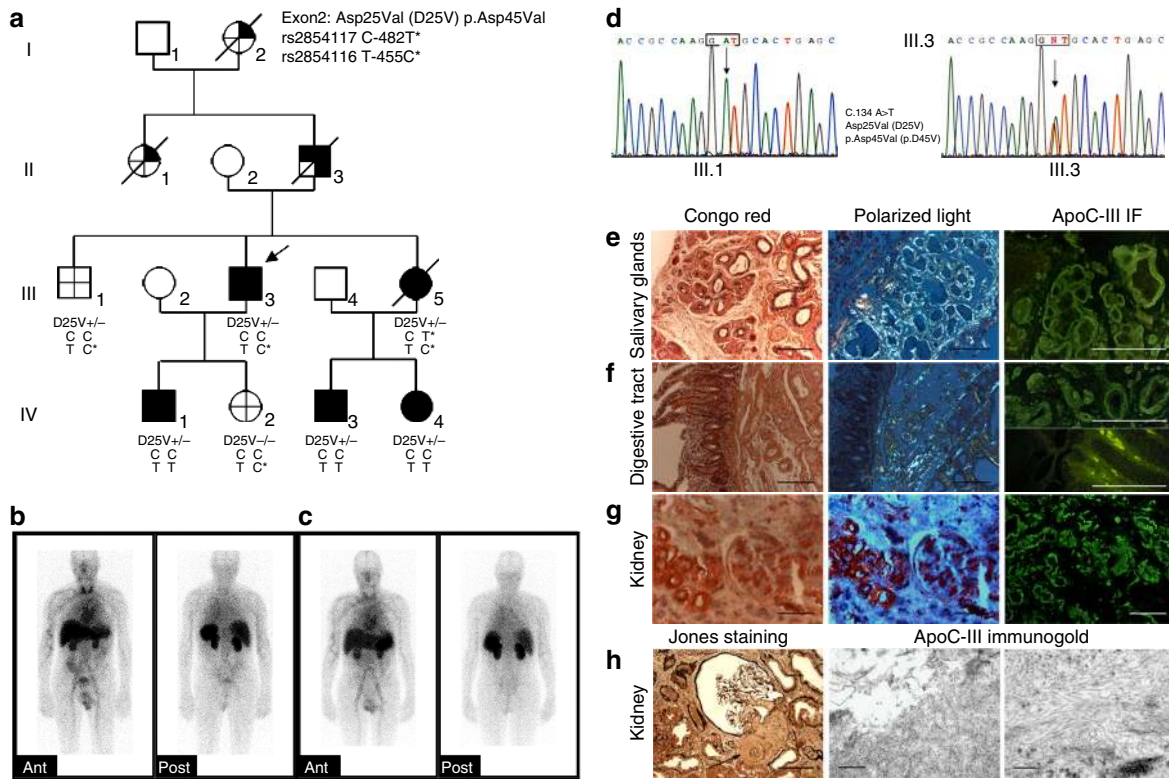 a
Exon2: Asp25Val (D25V) p.Asp45Val
rs2854117 C-482T*
rs2854116 T-455C*
I
1
2
II
1
2
3
III
1
2
3
4
5
D25V+/–
C C
T C*
D25V+/–
C C
T C*
D25V+/–
C T*
T C*
IV
1
2
3
4
D25V+/–
C C
T T
D25V–/–
C C
T C*
D25V+/–
C C
T T
D25V+/–
C C
T T
b
Ant
Post
c
Ant
Post
d
A C C G C C A A G G A T G C A C T G A G C
III.1
C.134 A>T
Asp25Val (D25V)
p.Asp45Val (p.D45V)
III.3
A C C G C C A A G G N T G C A C T G A G C
III.3
Congo red
Polarized light
ApoC-III IF
e
Salivary glands
f
Digestive tract
g
Kidney
Jones staining
ApoC-III immunogold
h
Kidney